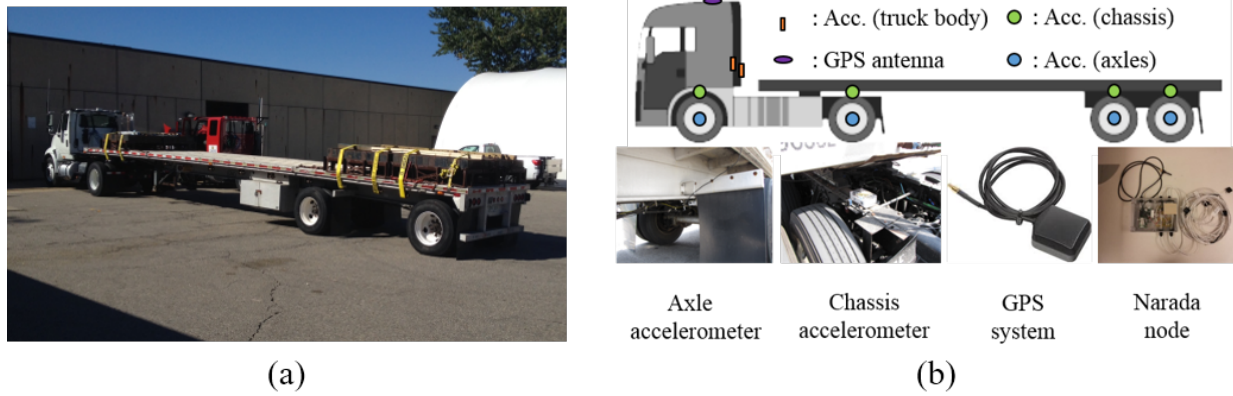 : Acc. (truck body)
: Acc. (chassis)
: GPS antenna
: Acc. (axles)
Axle
accelerometer
Chassis
accelerometer
GPS
system
Narada
node
(a)
(b)